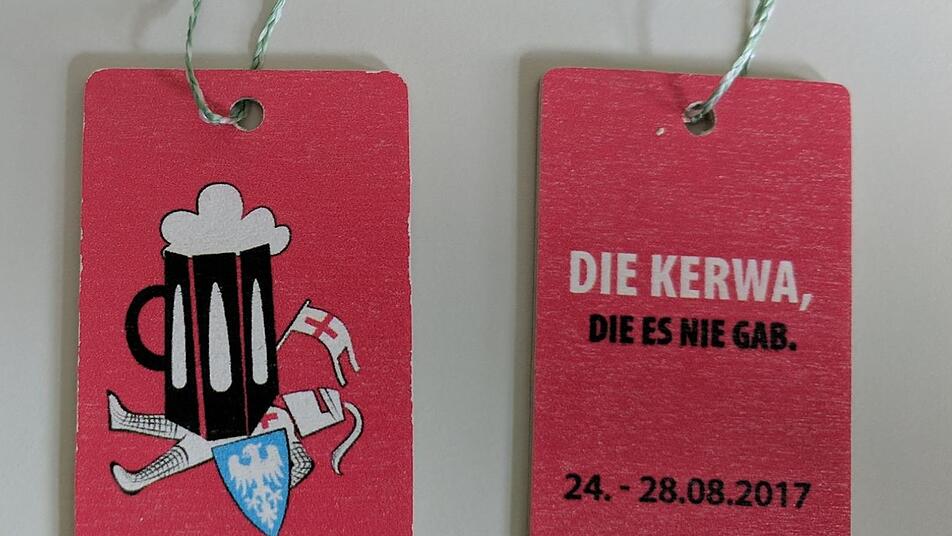 DIE KERWA,
DIE ES NIE GAB.
24. - 28.08.2017